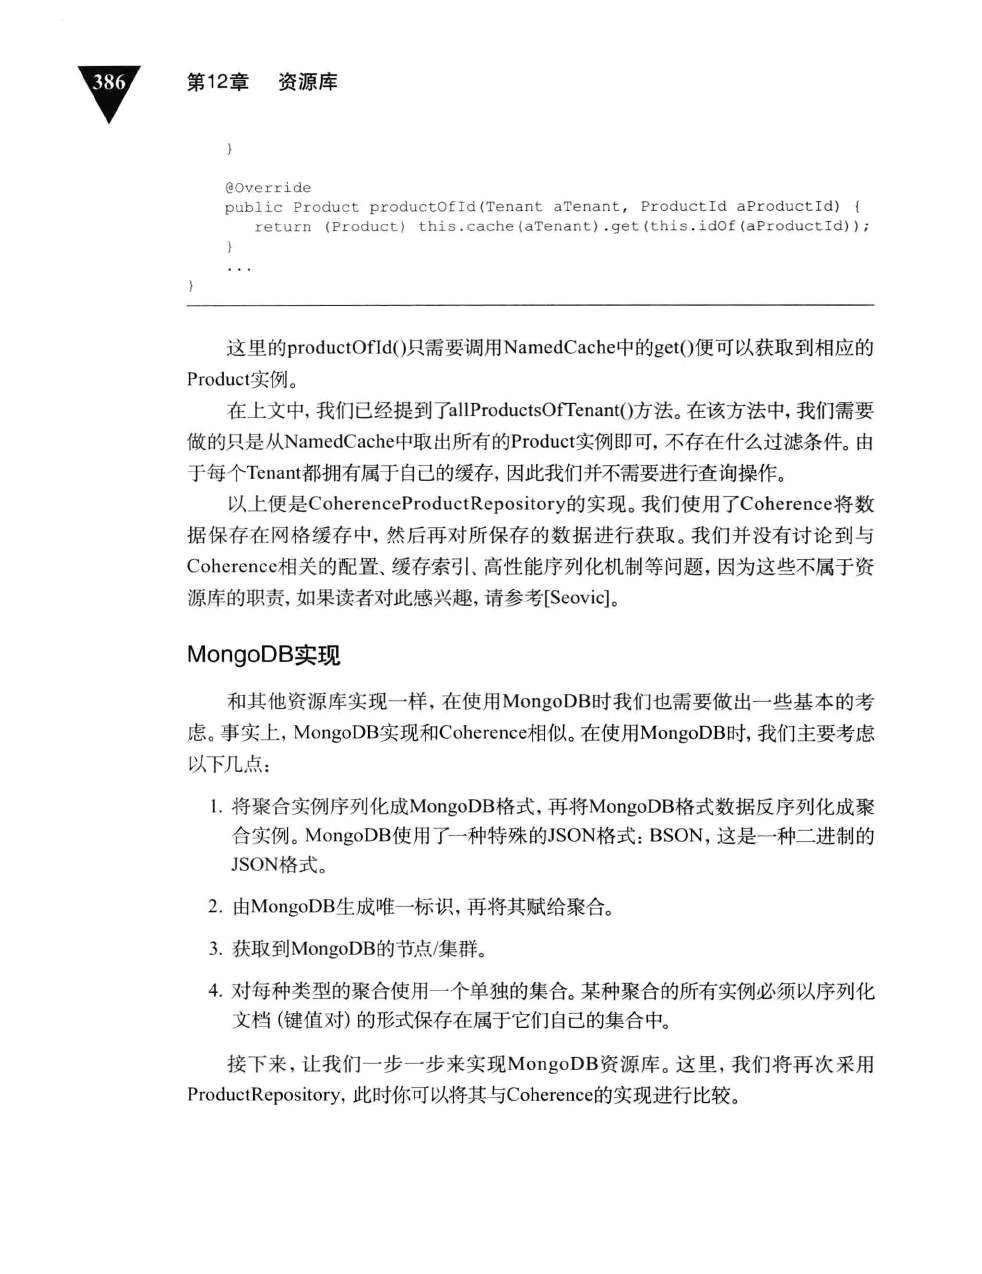 386
第12章 资源库
}
@Override
public Product productOfId(Tenant aTenant, ProductId aProductId) {
return (Product) this.cache(aTenant).get(this.idOf(aProductId));
}
...
}
这里的productOfId()只需要调用NamedCache中的get()便可以获取到相应的
Product实例。
在上文中，我们已经提到了allProductsOfTenant()方法。在该方法中，我们需要
做的只是从NamedCache中取出所有的Product实例即可，不存在什么过滤条件。由
于每个Tenant都拥有属于自己的缓存，因此我们并不需要进行查询操作。
以上便是CoherenceProductRepository的实现。我们使用了Coherence将数
据保存在网格缓存中，然后再对所保存的数据进行获取。我们并没有讨论到与
Coherence相关的配置、缓存索引、高性能序列化机制等问题，因为这些不属于资
源库的职责，如果读者对此感兴趣，请参考[Seovic]。
MongoDB实现
和其他资源库实现一样，在使用MongoDB时我们也需要做出一些基本的考
虑。事实上，MongoDB实现和Coherence相似。在使用MongoDB时，我们主要考虑
以下几点：
1. 将聚合实例序列化成MongoDB格式，再将MongoDB格式数据反序列化成聚
合实例。MongoDB使用了一种特殊的JSON格式：BSON，这是一种二进制的
JSON格式。
2. 由MongoDB生成唯一标识，再将其赋给聚合。
3. 获取到MongoDB的节点/集群。
4. 对每种类型的聚合使用一个单独的集合。某种聚合的所有实例必须以序列化
文档（键值对）的形式保存在属于它们自己的集合中。
接下来，让我们一步一步来实现MongoDB资源库。这里，我们将再次采用
ProductRepository，此时你可以将其与Coherence的实现进行比较。